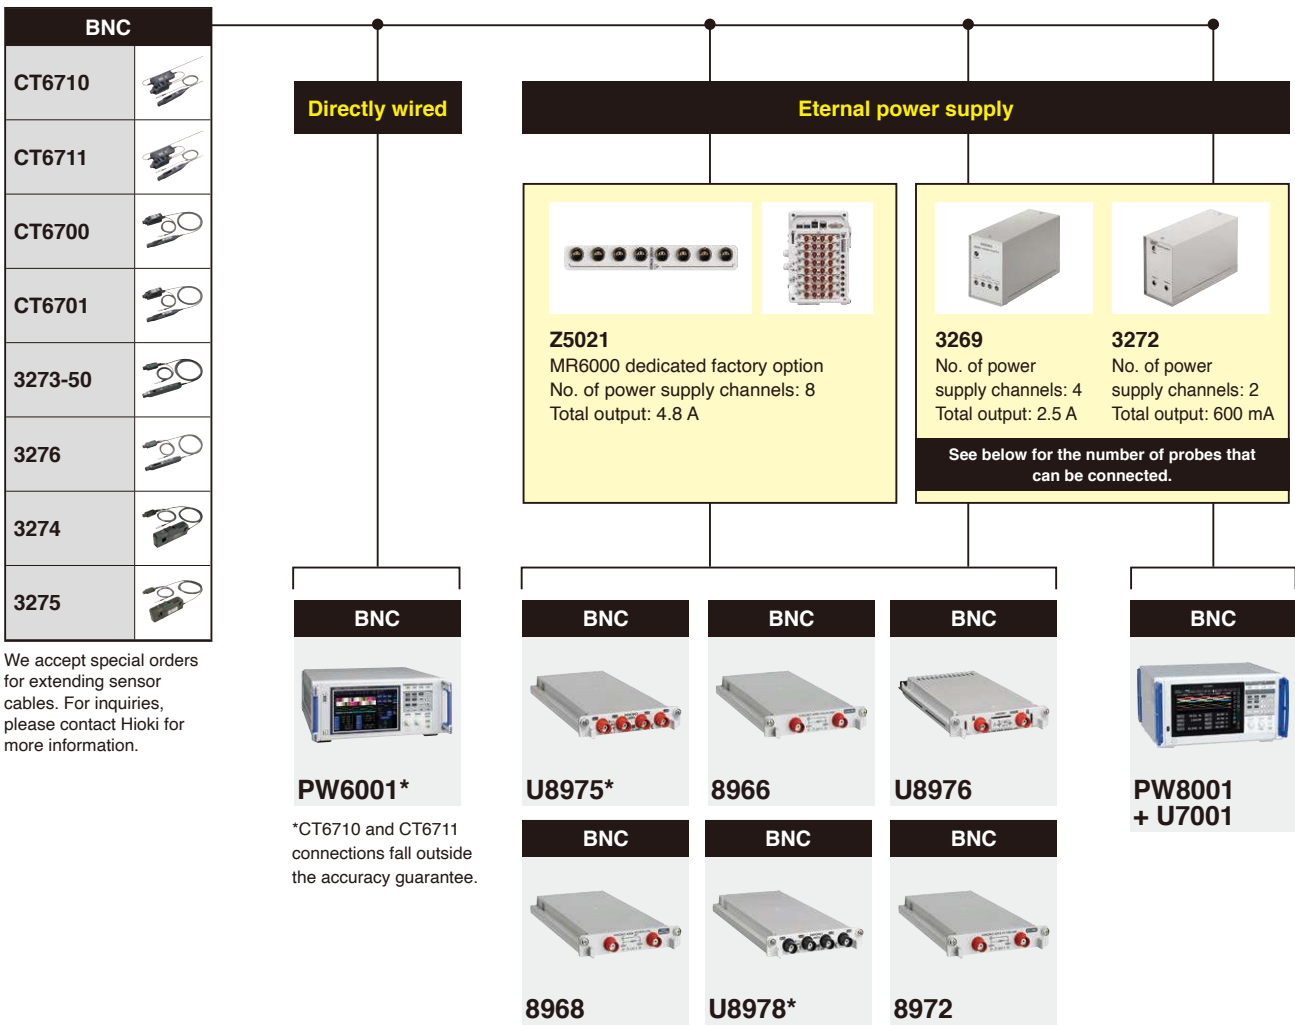 BNC
CT6710
CT6711
CT6700
CT6701
3273-50
3276
3274
3275
We accept special orders
for extending sensor
cables. For inquiries,
please contact Hioki for
more information.
Directly wired
Eternal power supply
Z5021
MR6000 dedicated factory option
No. of power supply channels: 8
Total output: 4.8 A
3269
No. of power
supply channels: 4
Total output: 2.5 A
3272
No. of power
supply channels: 2
Total output: 600 mA
See below for the number of probes that
can be connected.
BNC
PW6001*
*CT6710 and CT6711
connections fall outside
the accuracy guarantee.
BNC
U8975*
BNC
8966
BNC
U8976
BNC
8968
BNC
U8978*
BNC
8972
BNC
PW8001
+ U7001